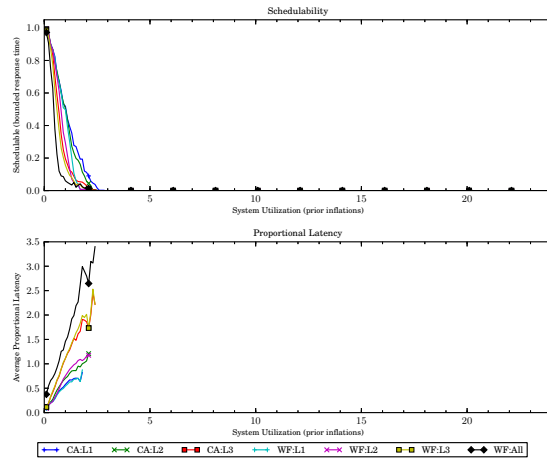 Schedulability
1.0
0.8
0.6
0.4
0.2
0.0
Schedulable (bounded response time)
0 5 10 15 20
System Utilization (prior inflations)
Proportional Latency
3.5
3.0
2.5
2.0
1.5
1.0
0.5
0.0
Average Proportional Latency
0 5 10 15 20
System Utilization (prior inflations)
CA:L1 CA:L2 CA:L3 WF:L1 WF:L2 WF:L3 WF:All